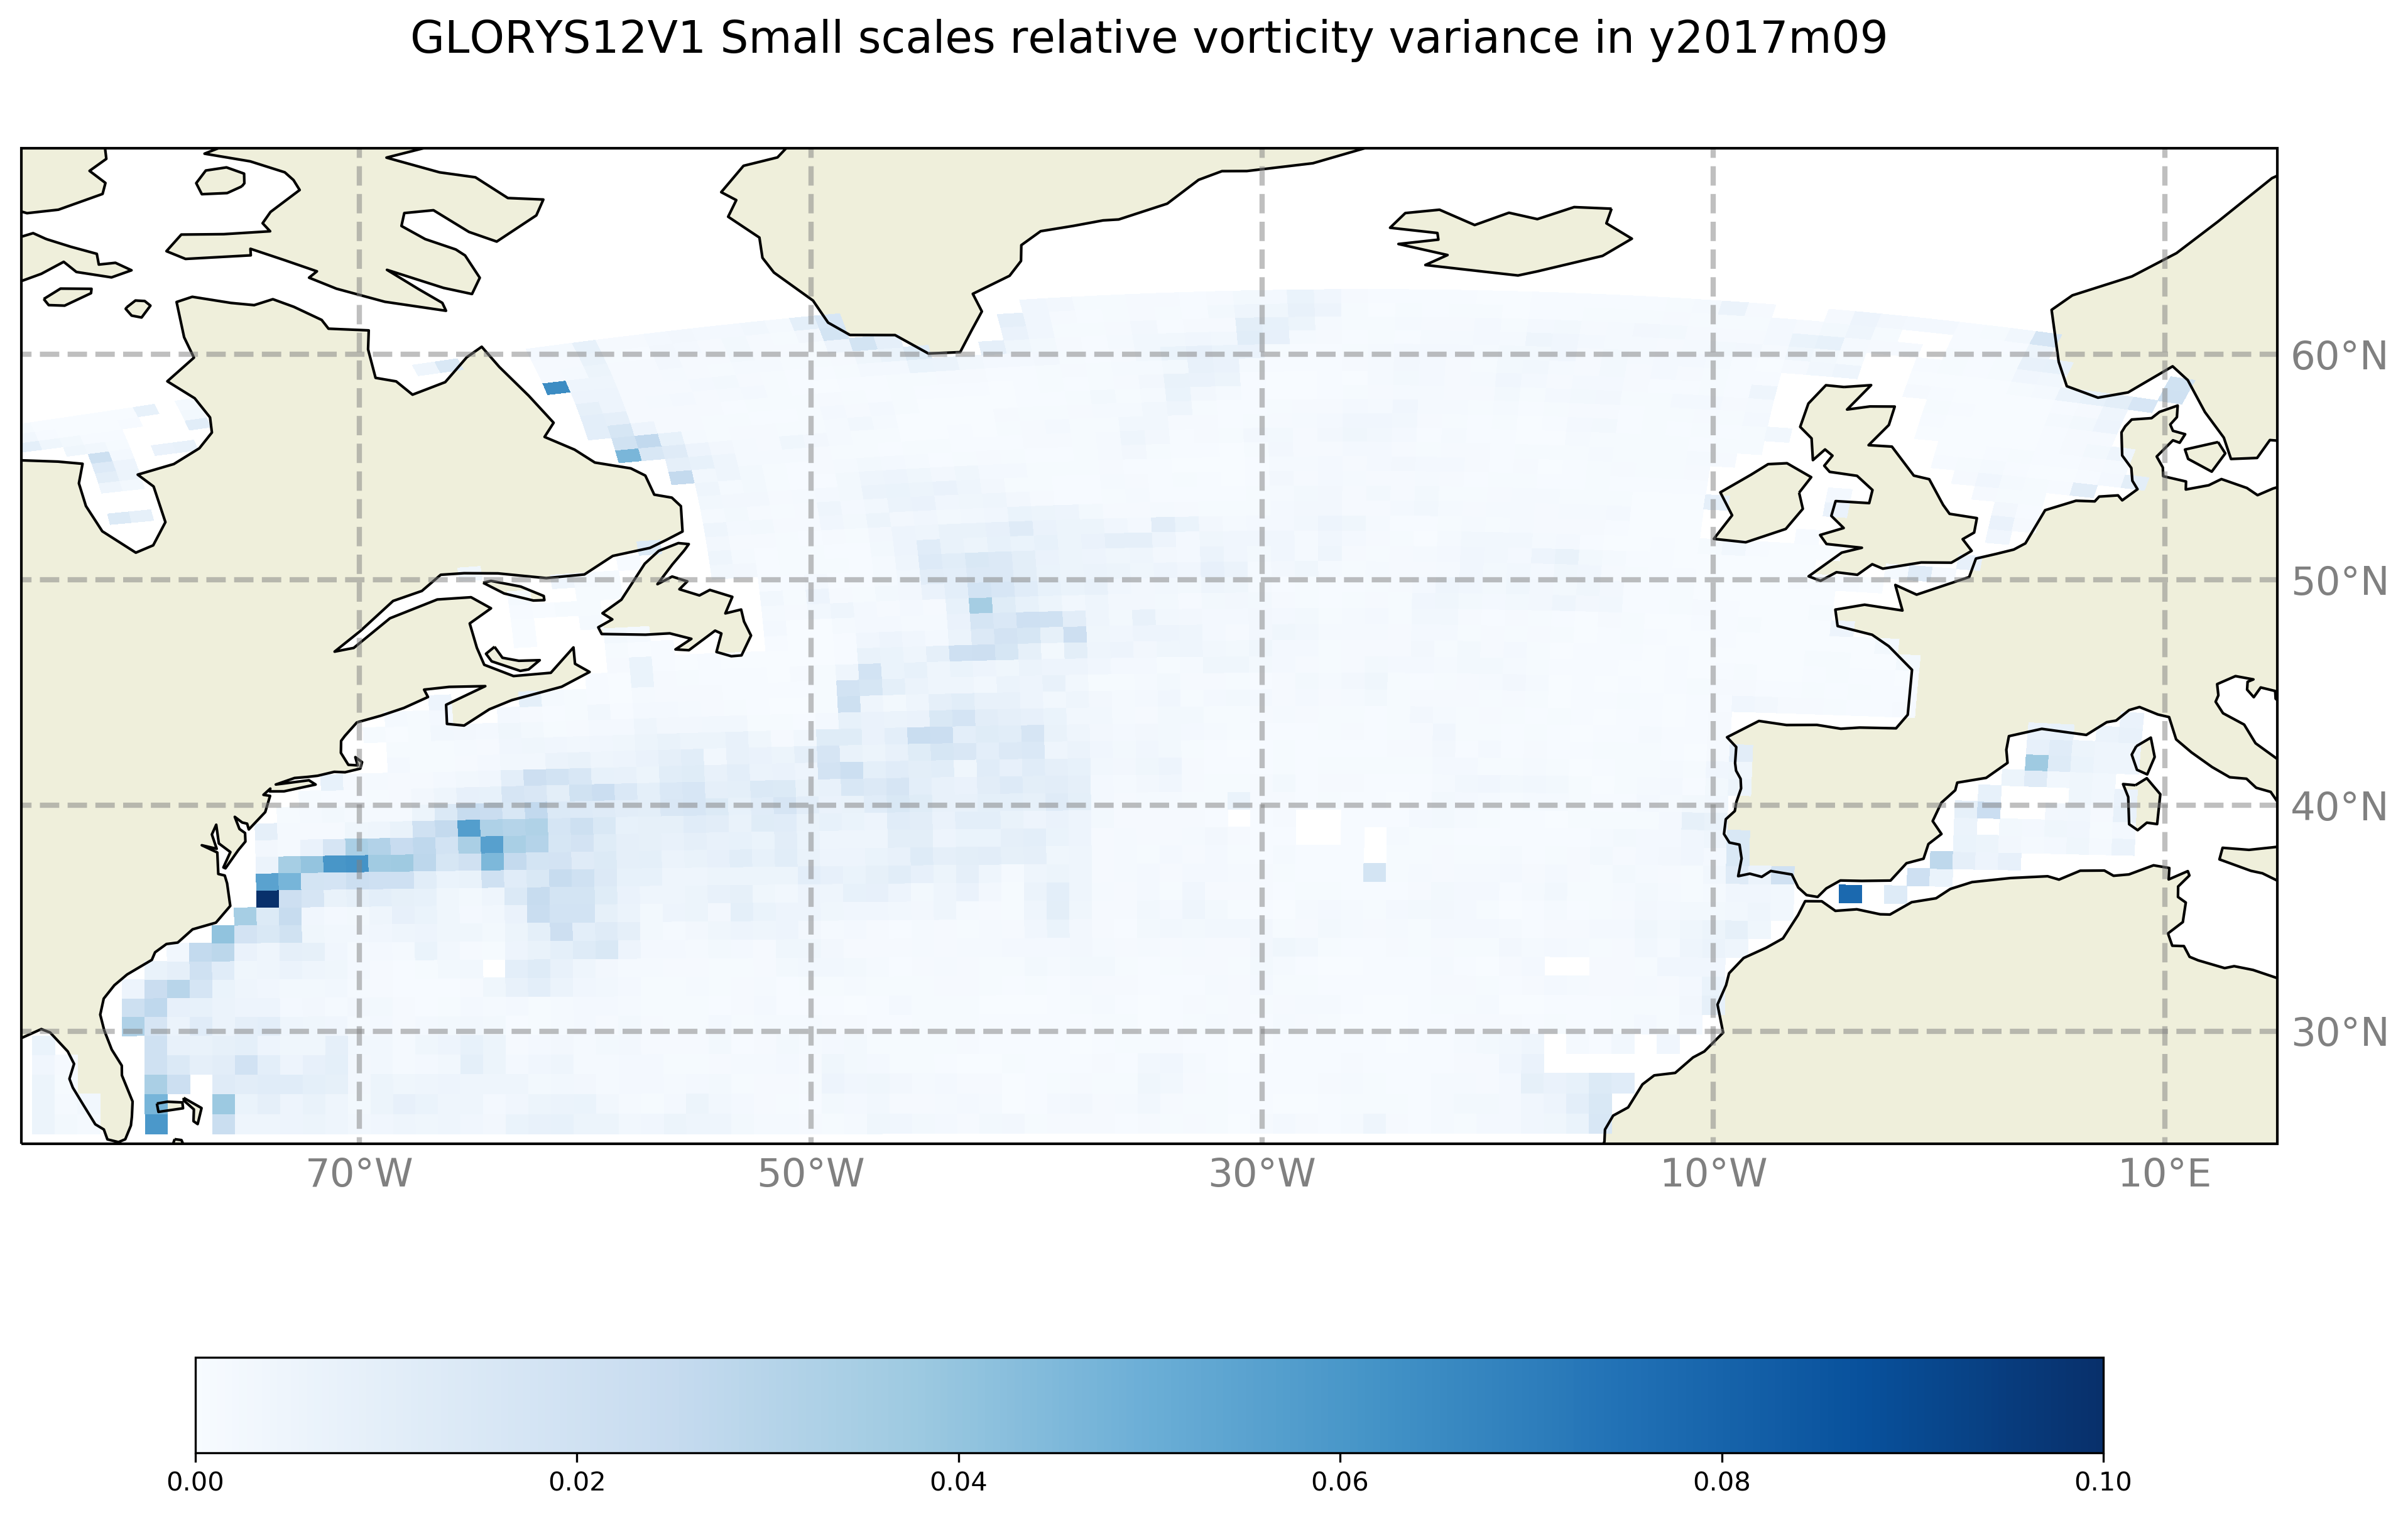 GLORYS12V1 Small scales relative vorticity variance in y2017m09
60°N
50°N
40°N
30°N
70°W 50°W 30°W 10°W 10°E
0.00 0.02 0.04 0.06 0.08 0.10